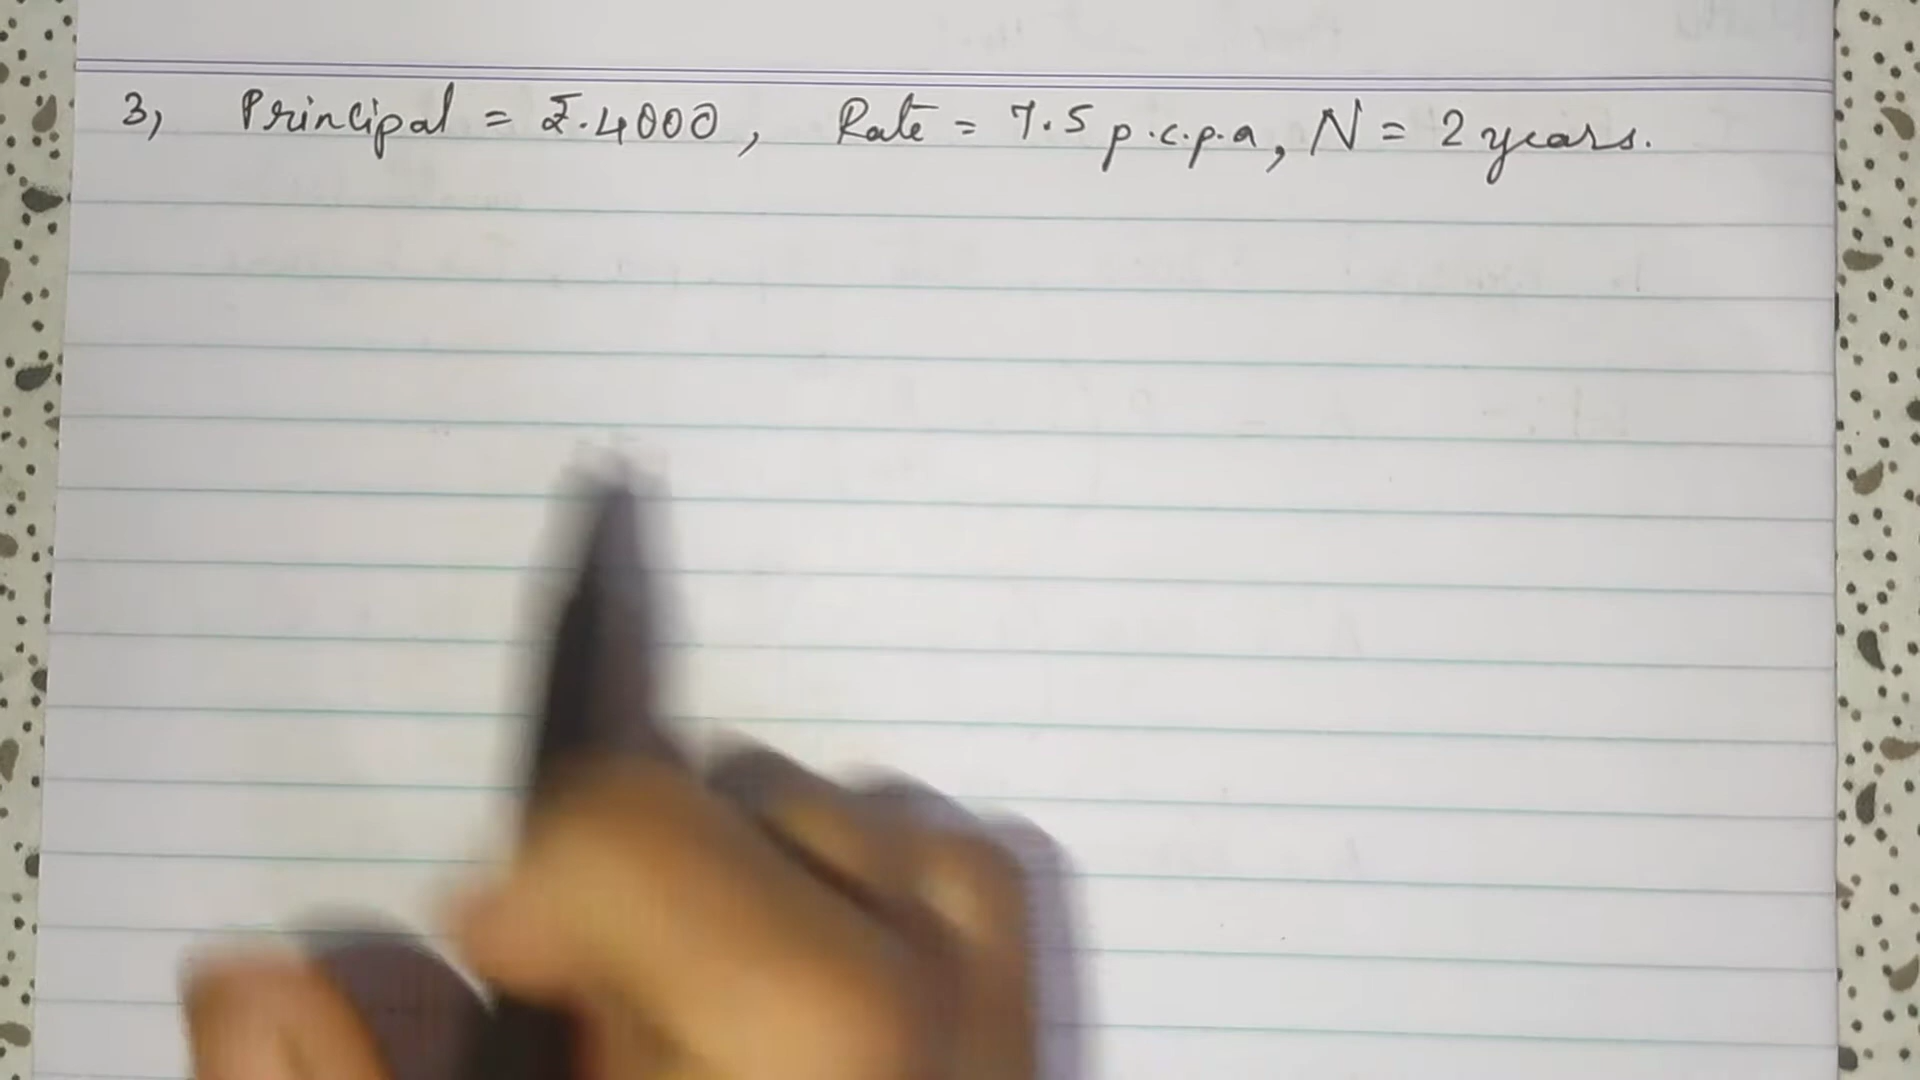 3, Principal = ₹.4000, Rate = 7.5 p.c.p.a, N = 2 years.